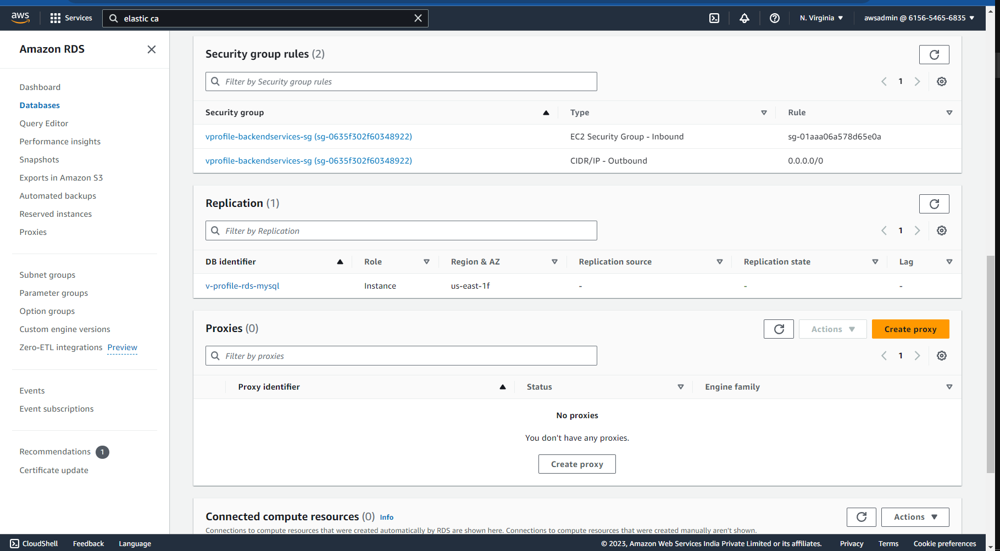 aws
Services
elastic ca
N. Virginia
awsadmin @ 6156-5465-6835
Amazon RDS
Dashboard
Databases
Query Editor
Performance insights
Snapshots
Exports in Amazon S3
Automated backups
Reserved instances
Proxies
Subnet groups
Parameter groups
Option groups
Custom engine versions
Zero-ETL integrations Preview
Events
Event subscriptions
Recommendations 1
Certificate update
Security group rules (2)
Filter by Security group rules
1
Security group Type Rule
vprofile-backendservices-sg (sg-0635f302f60348922) EC2 Security Group - Inbound sg-01aaa06a578d65e0a
vprofile-backendservices-sg (sg-0635f302f60348922) CIDR/IP - Outbound 0.0.0.0/0
Replication (1)
Filter by Replication
1
DB identifier Role Region & AZ Replication source Replication state Lag
v-profile-rds-mysql Instance us-east-1f - - -
Proxies (0)
Actions
Create proxy
Filter by proxies
1
Proxy identifier Status Engine family
No proxies
You don't have any proxies.
Create proxy
Connected compute resources (0) Info
Actions
Connections to compute resources that were created automatically by RDS are shown here. Connections to compute resources that were created manually aren't shown.
CloudShell Feedback Language
© 2023, Amazon Web Services India Private Limited or its affiliates. Privacy Terms Cookie preferences